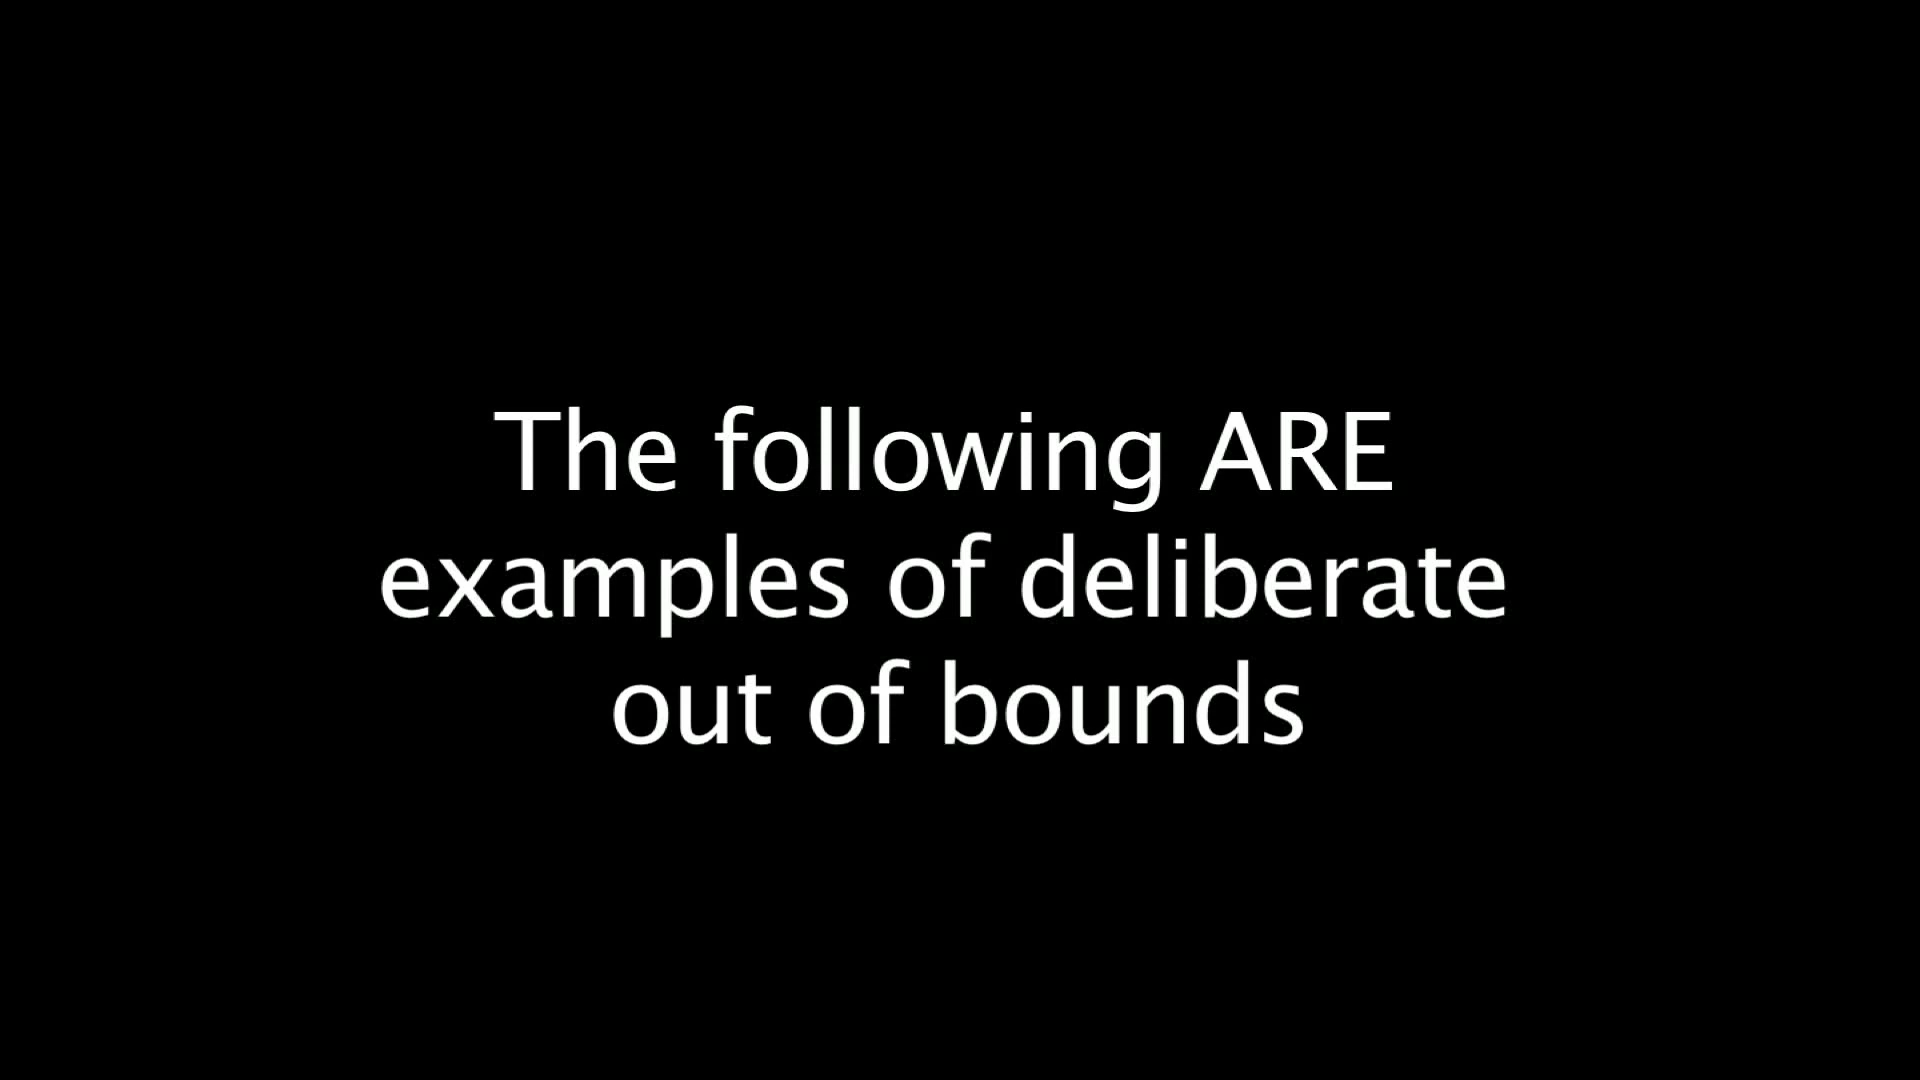 The following ARE
examples of deliberate
out of bounds